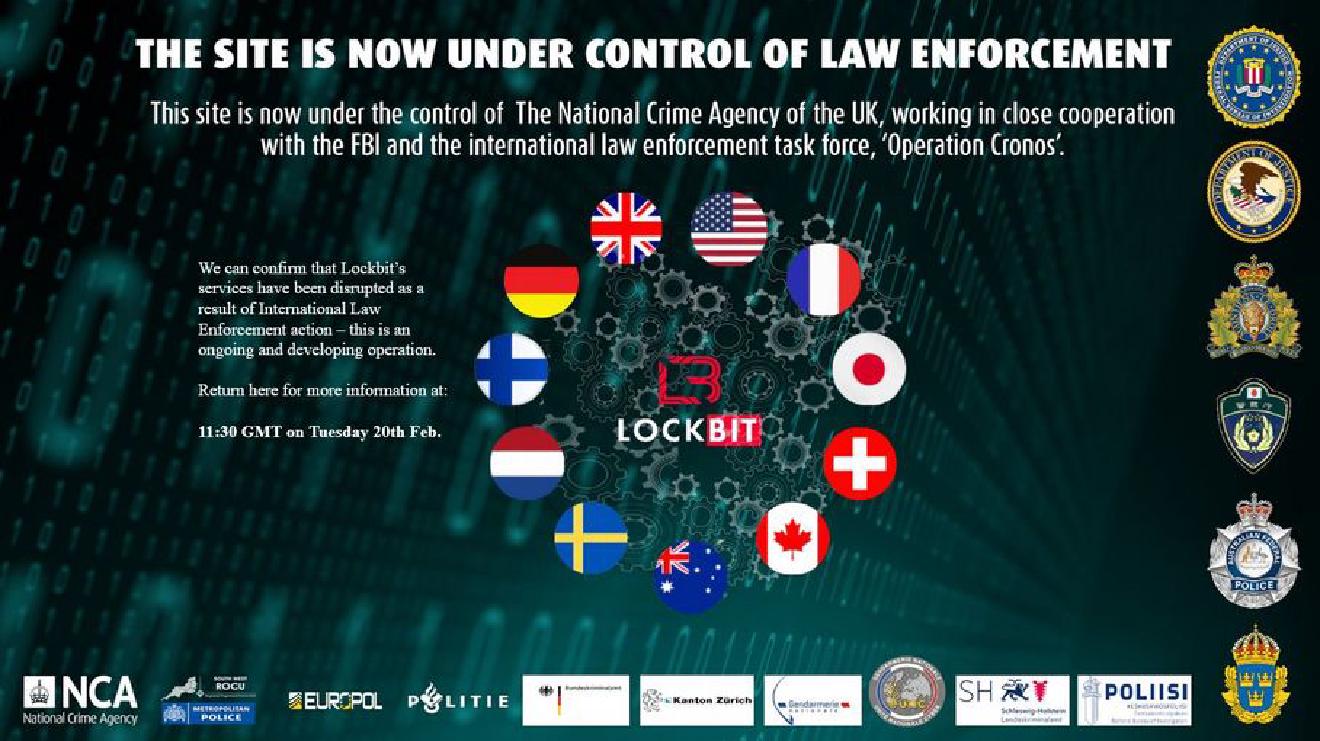 THE SITE IS NOW UNDER CONTROL OF LAW ENFORCEMENT
This site is now under the control of The National Crime Agency of the UK, working in close cooperation
with the FBI and the international law enforcement task force, ‘Operation Cronos’.
We can confirm that Lockbit’s
services have been disrupted as a
result of International Law
Enforcement action – this is an
ongoing and developing operation.
Return here for more information at:
11:30 GMT on Tuesday 20th Feb.
LOCKBIT
DEPARTMENT OF JUSTICE
AUSTRALIAN FEDERAL
POLICE
NCA
National Crime Agency
SOUTH WEST
ROCU
METROPOLITAN
POLICE
EUROPOL
POLITIE
Bundeskriminalamt
Kanton Zürich
Gendarmerie
nationale
SH
Schleswig-Holstein
Landeskriminalamt
POLIISI